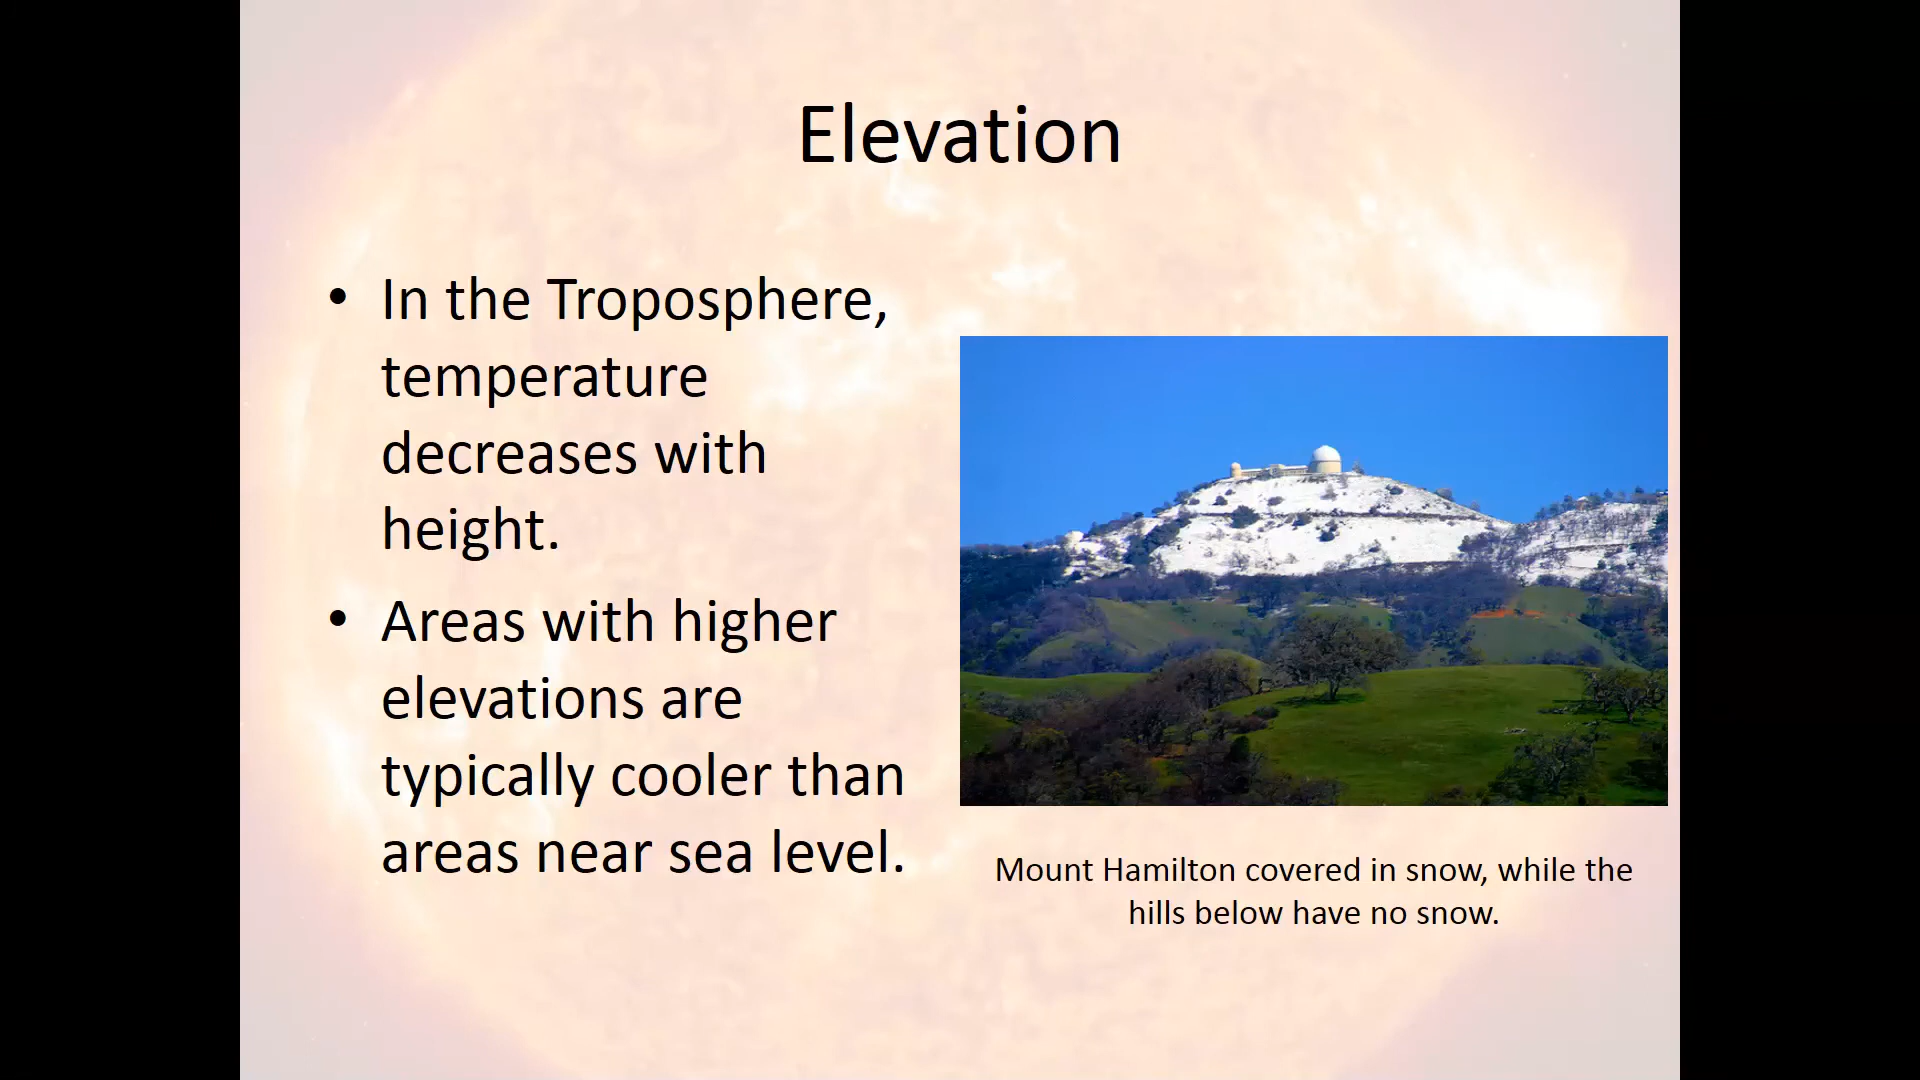 Elevation
• In the Troposphere,
temperature
decreases with
height.
• Areas with higher
elevations are
typically cooler than
areas near sea level.
Mount Hamilton covered in snow, while the
hills below have no snow.